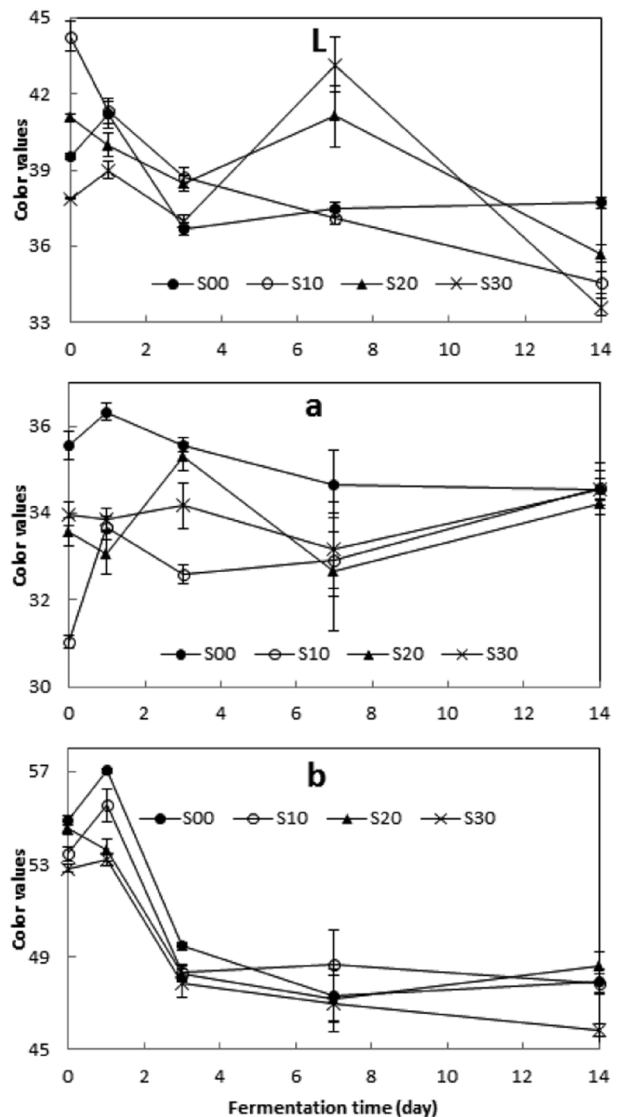 L
Color values
45
42
39
36
33
S00 S10 S20 S30
0 2 4 6 8 10 12 14
a
Color values
36
34
32
30
S00 S10 S20 S30
0 2 4 6 8 10 12 14
b
Color values
57
53
49
45
S00 S10 S20 S30
0 2 4 6 8 10 12 14
Fermentation time (day)